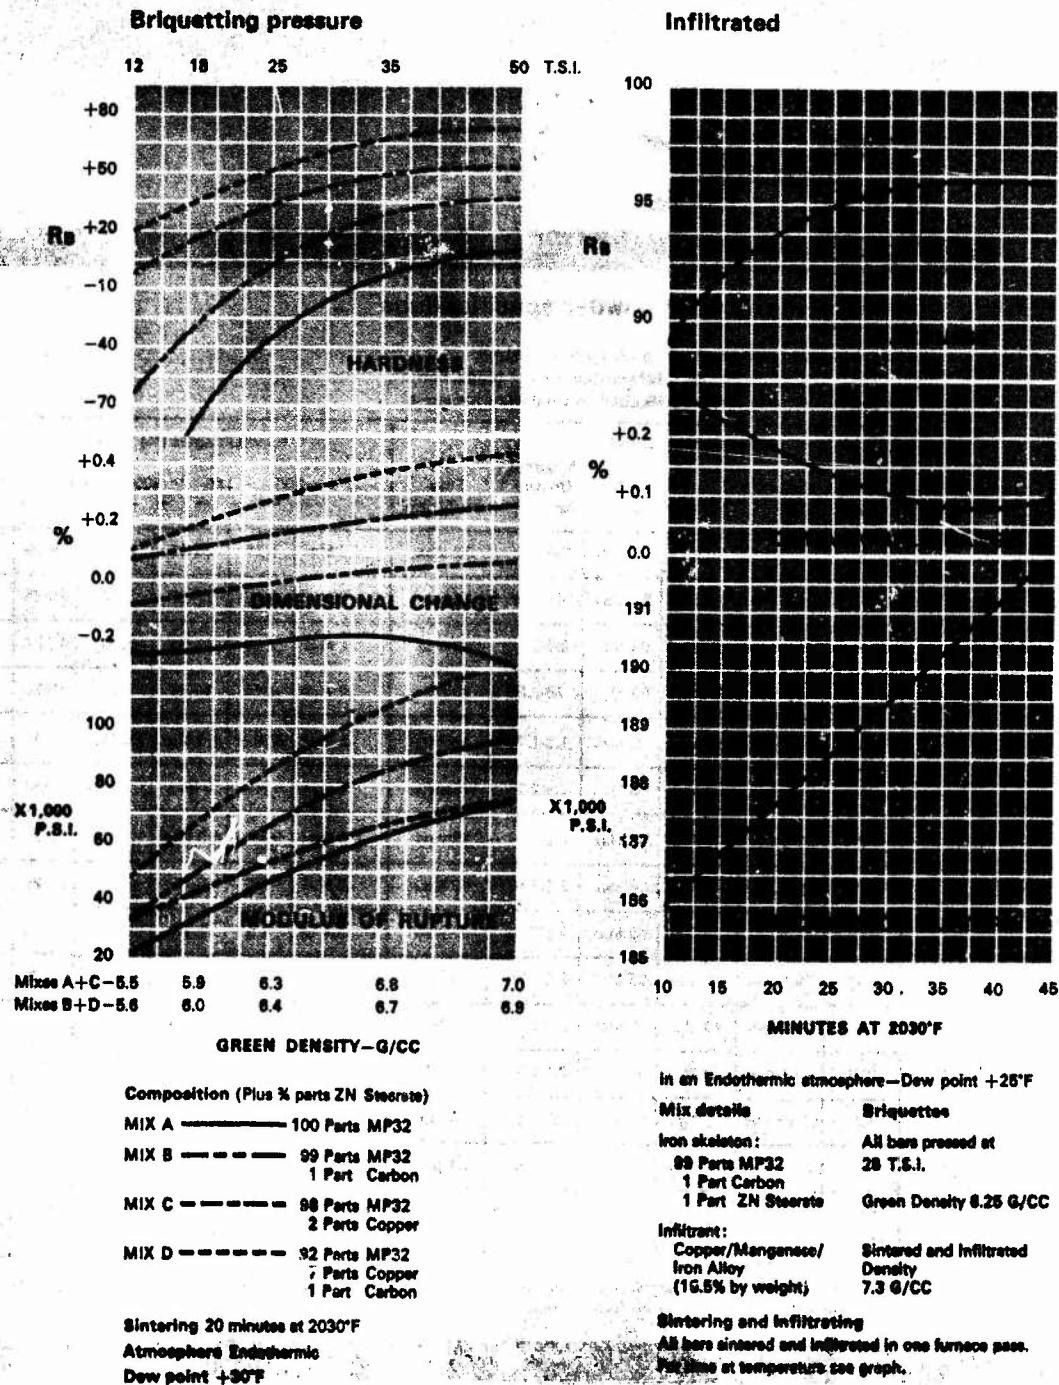 Briquetting pressure
12 18 25 35 50 T.S.I.
+80
+50
+20
RB
-10
-40
HARDNESS
-70
+0.4
+0.2
%
0.0
DIMENSIONAL CHANGE
-0.2
100
80
X1,000
P.S.I.
60
40
MODULUS OF RUPTURE
20
Mixes A+C-5.5 5.9 6.3 6.8 7.0
Mixes B+D-5.6 6.0 6.4 6.7 6.9
GREEN DENSITY-G/CC
Composition (Plus ¾ parts ZN Stearate)
MIX A 100 Parts MP32
MIX B 99 Parts MP32
1 Part Carbon
MIX C 98 Parts MP32
2 Parts Copper
MIX D 92 Parts MP32
7 Parts Copper
1 Part Carbon
Sintering 20 minutes at 2030°F
Atmosphere Endothermic
Dew point +30°F
Infiltrated
100
95
RB
90
+0.2
%
+0.1
0.0
191
190
189
188
X1,000
P.S.I.
187
186
185
10 15 20 25 30 35 40 45
MINUTES AT 2030°F
in an Endothermic atmosphere—Dew point +25°F
Mix details Briquettes
Iron skeleton: All bars pressed at
99 Parts MP32 28 T.S.I.
1 Part Carbon
1 Part ZN Stearate Green Density 6.25 G/CC
Infiltrant:
Copper/Manganese/ Sintered and Infiltrated
Iron Alloy Density
(16.5% by weight) 7.3 G/CC
Sintering and Infiltrating
All bars sintered and infiltrated in one furnace pass.
For time at temperature see graph.